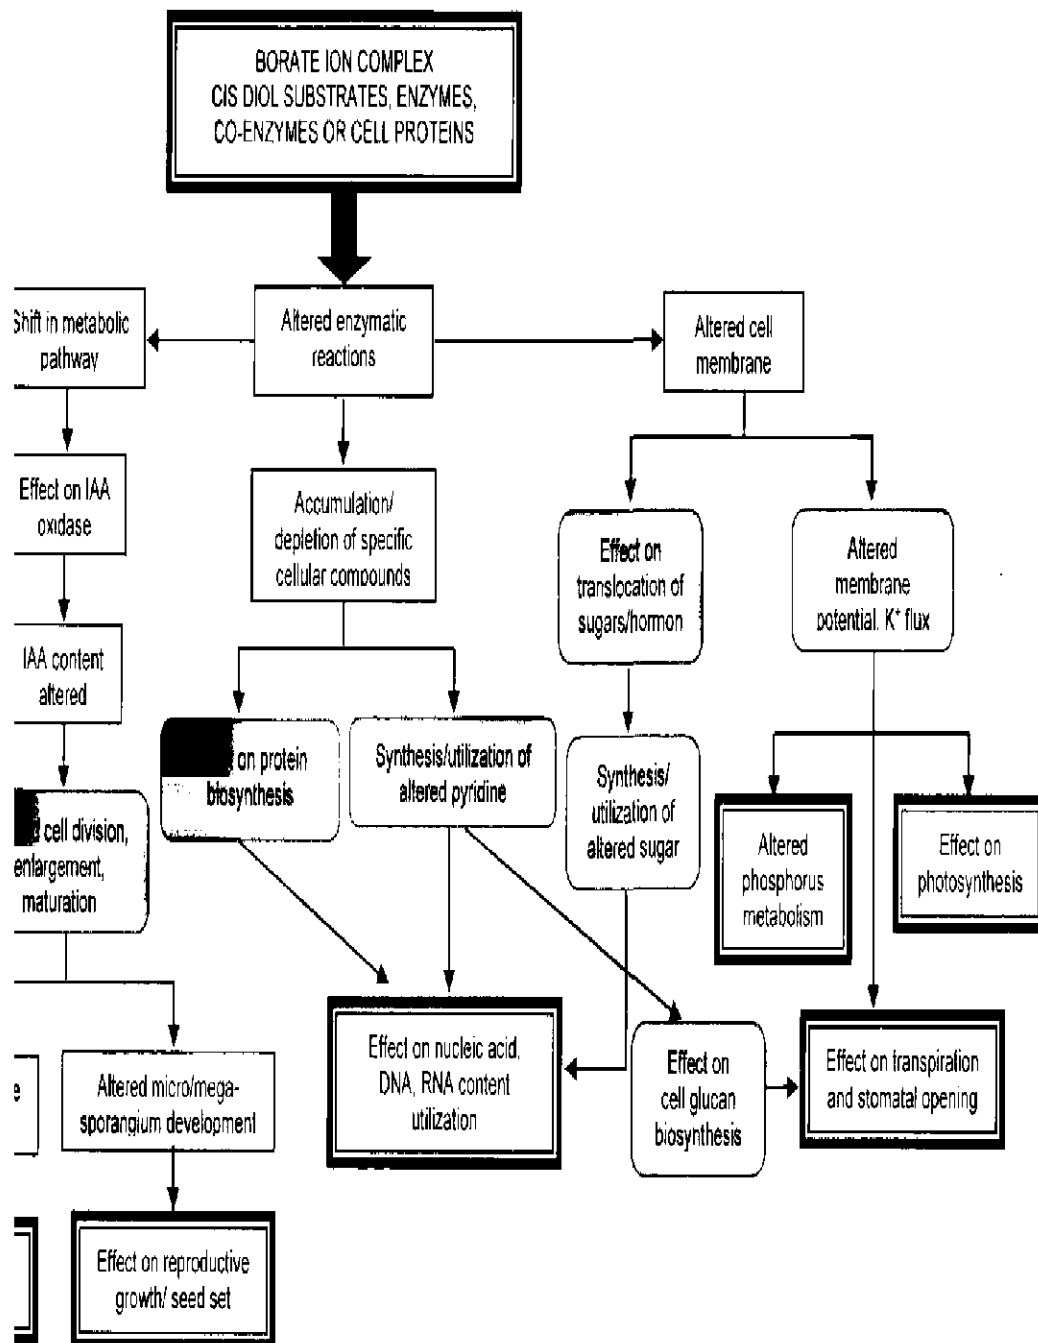 BORATE ION COMPLEX
CIS DIOL SUBSTRATES, ENZYMES,
CO-ENZYMES OR CELL PROTEINS
Shift in metabolic
pathway
Altered enzymatic
reactions
Altered cell
membrane
Effect on IAA
oxidase
Accumulation/
depletion of specific
cellular compounds
Effect on
translocation of
sugars/hormon
Altered
membrane
potential. K⁺ flux
IAA content
altered
on protein
biosynthesis
Synthesis/utilization of
altered pyridine
Synthesis/
utilization of
altered sugar
cell division,
enlargement,
maturation
Altered
phosphorus
metabolism
Effect on
photosynthesis
Altered micro/mega-
sporangium development
Effect on nucleic acid,
DNA, RNA content
utilization
Effect on
cell glucan
biosynthesis
Effect on transpiration
and stomatal opening
Effect on reproductive
growth/ seed set